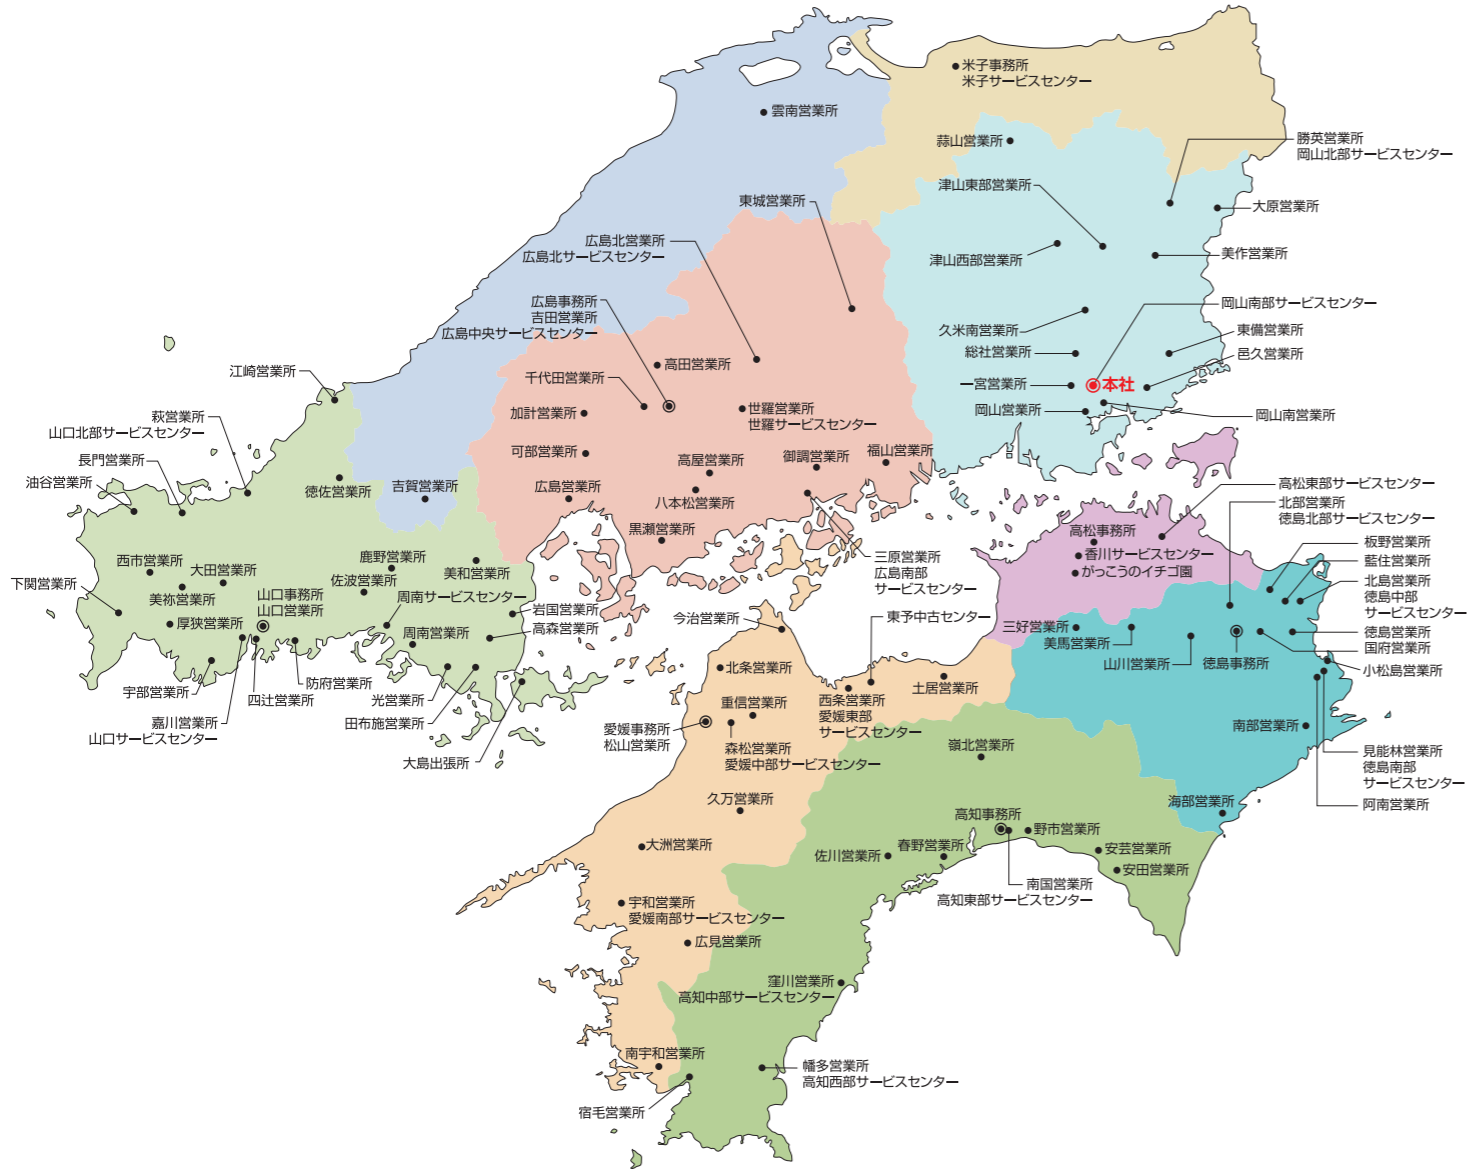 米子事務所
米子サービスセンター
雲南営業所
蒜山営業所
勝英営業所
岡山北部サービスセンター
津山東部営業所
大原営業所
東城営業所
広島北営業所
広島北サービスセンター
津山西部営業所
美作営業所
広島事務所
吉田営業所
広島中央サービスセンター
岡山南部サービスセンター
久米南営業所
東備営業所
総社営業所
邑久営業所
高田営業所
江崎営業所
千代田営業所
一宮営業所
本社
加計営業所
世羅営業所
世羅サービスセンター
岡山営業所
岡山南営業所
萩営業所
山口北部サービスセンター
可部営業所
高屋営業所
御調営業所
福山営業所
長門営業所
油谷営業所
徳佐営業所
吉賀営業所
広島営業所
八本松営業所
高松東部サービスセンター
北部営業所
徳島北部サービスセンター
黒瀬営業所
高松事務所
板野営業所
香川サービスセンター
藍住営業所
がっこうのイチゴ園
三原営業所
広島南部
サービスセンター
北島営業所
徳島中部
サービスセンター
西市営業所
大田営業所
鹿野営業所
佐波営業所
美和営業所
下関営業所
美祢営業所
山口事務所
山口営業所
周南サービスセンター
岩国営業所
厚狭営業所
周南営業所
高森営業所
今治営業所
東予中古センター
三好営業所
美馬営業所
山川営業所
徳島事務所
徳島営業所
国府営業所
小松島営業所
宇部営業所
四辻営業所
防府営業所
光営業所
北条営業所
土居営業所
嘉川営業所
山口サービスセンター
田布施営業所
重信営業所
西条営業所
愛媛東部
サービスセンター
愛媛事務所
松山営業所
森松営業所
愛媛中部サービスセンター
南部営業所
大島出張所
嶺北営業所
見能林営業所
徳島南部
サービスセンター
久万営業所
海部営業所
阿南営業所
高知事務所
野市営業所
大洲営業所
佐川営業所
春野営業所
安芸営業所
安田営業所
南国営業所
高知東部サービスセンター
宇和営業所
愛媛南部サービスセンター
広見営業所
窪川営業所
高知中部サービスセンター
南宇和営業所
幡多営業所
高知西部サービスセンター
宿毛営業所